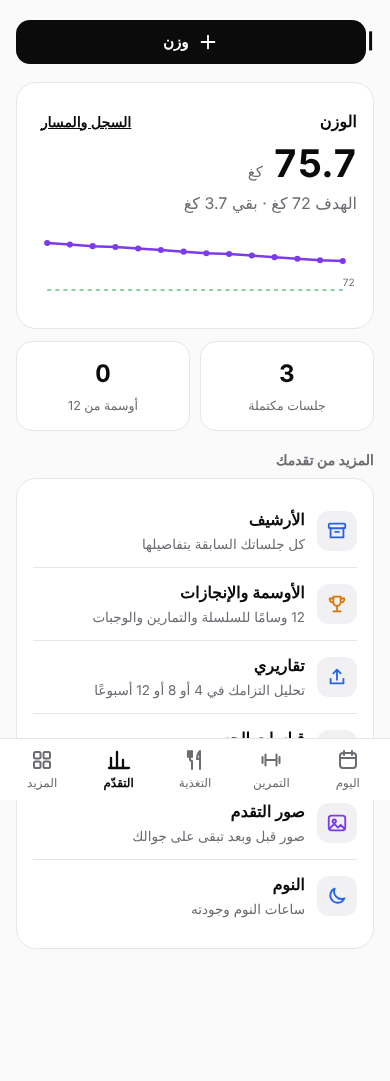 وزن
الوزن
السجل والمسار
75.7 كغ
الهدف 72 كغ · بقي 3.7 كغ
72
3
جلسات مكتملة
0
أوسمة من 12
المزيد من تقدمك
الأرشيف
كل جلساتك السابقة بتفاصيلها
الأوسمة والإنجازات
12 وسامًا للسلسلة والتمارين والوجبات
تقاريري
تحليل التزامك في 4 أو 8 أو 12 أسبوعًا
اليوم
التمرين
التغذية
التقدّم
المزيد
صور التقدم
صور قبل وبعد تبقى على جوالك
النوم
ساعات النوم وجودته